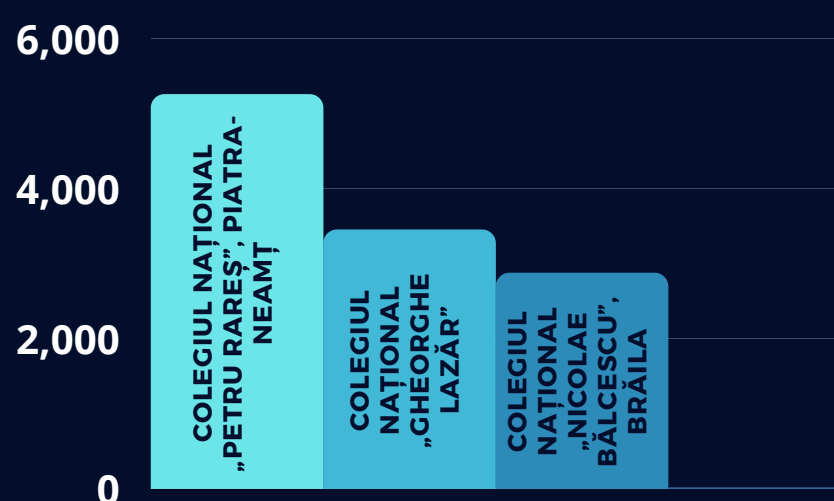 6,000
4,000
2,000
0
COLEGIUL NAȚIONAL
„PETRU RAREȘ”, PIATRA-
NEAMȚ
COLEGIUL
NAȚIONAL
„GHEORGHE
LAZĂR”
COLEGIUL
NAȚIONAL
„NICOLAE
BĂLCESCU”,
BRĂILA